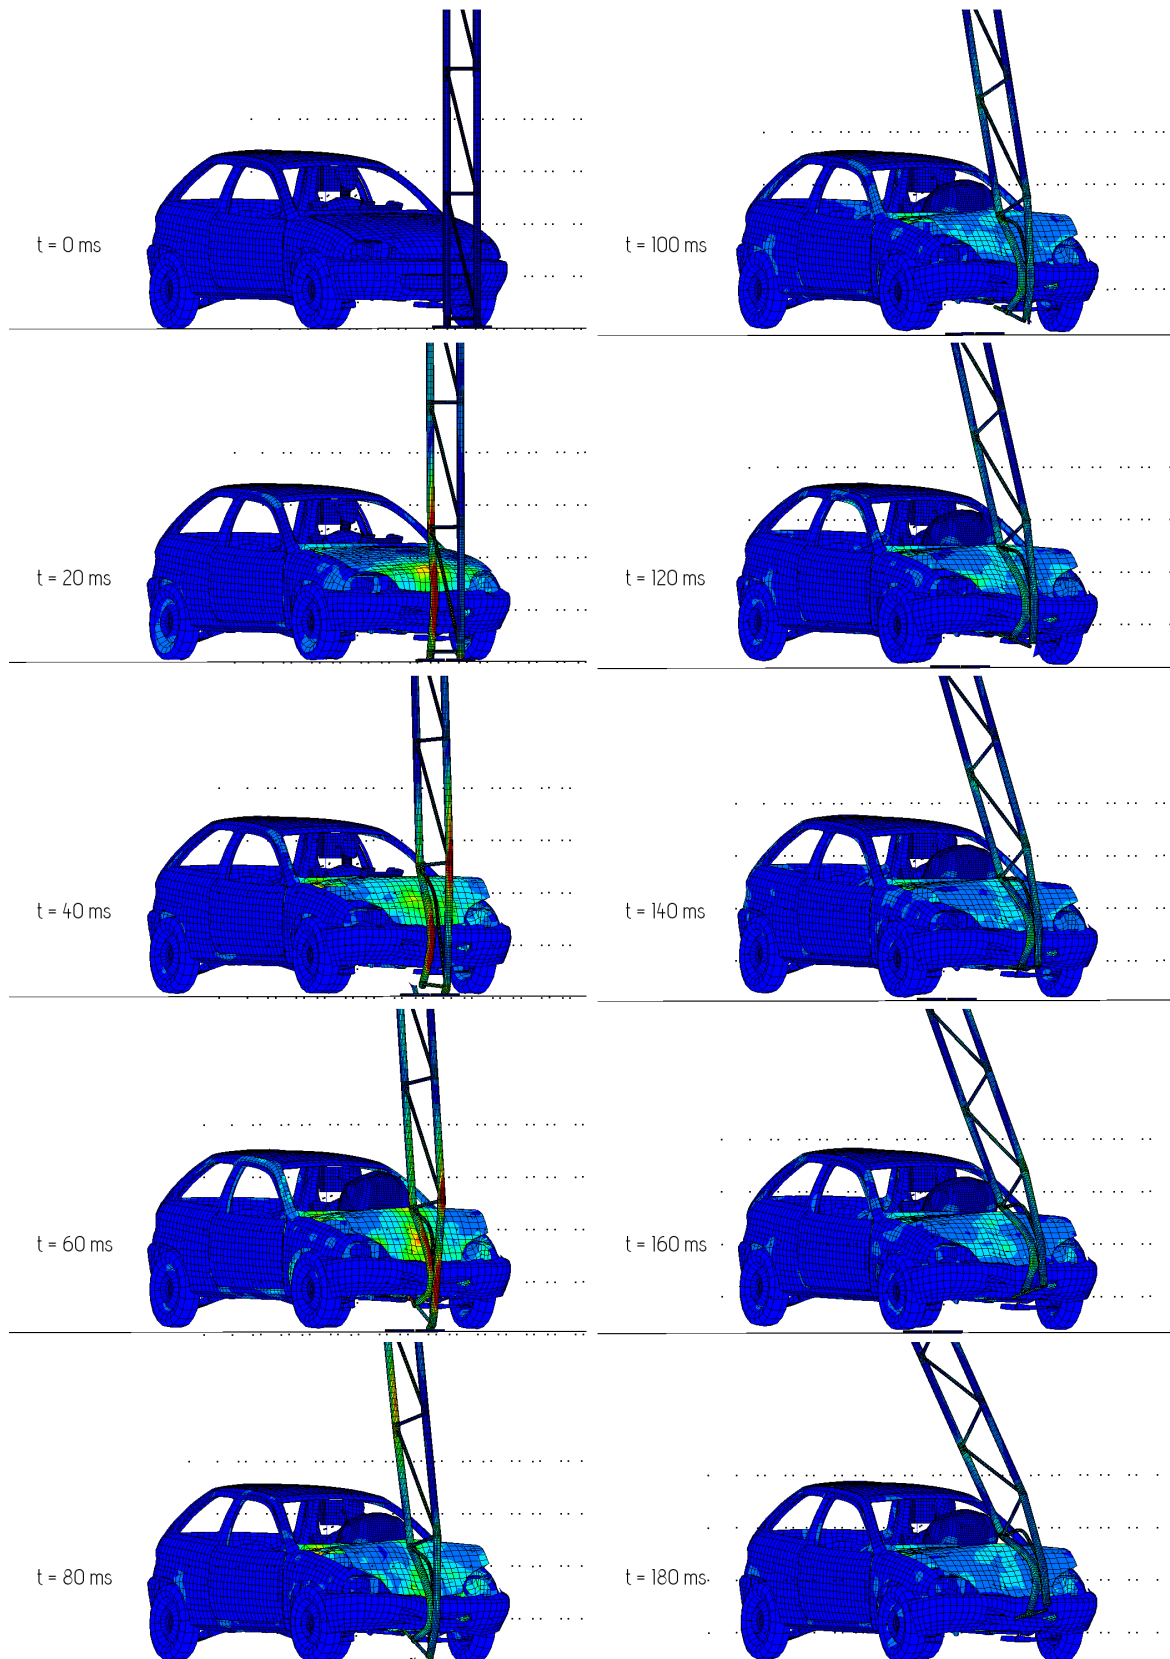 t = 0 ms
t = 20 ms
t = 40 ms
t = 60 ms
t = 80 ms
t = 100 ms
t = 120 ms
t = 140 ms
t = 160 ms
t = 180 ms